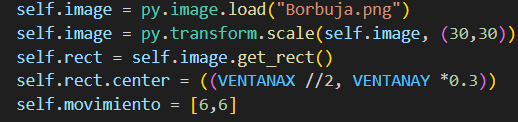 self.image = py.image.load("Borbuja.png")
self.image = py.transform.scale(self.image, (30,30))
self.rect = self.image.get_rect()
self.rect.center = ((VENTANAX //2, VENTANAY *0.3))
self.movimiento = [6,6]